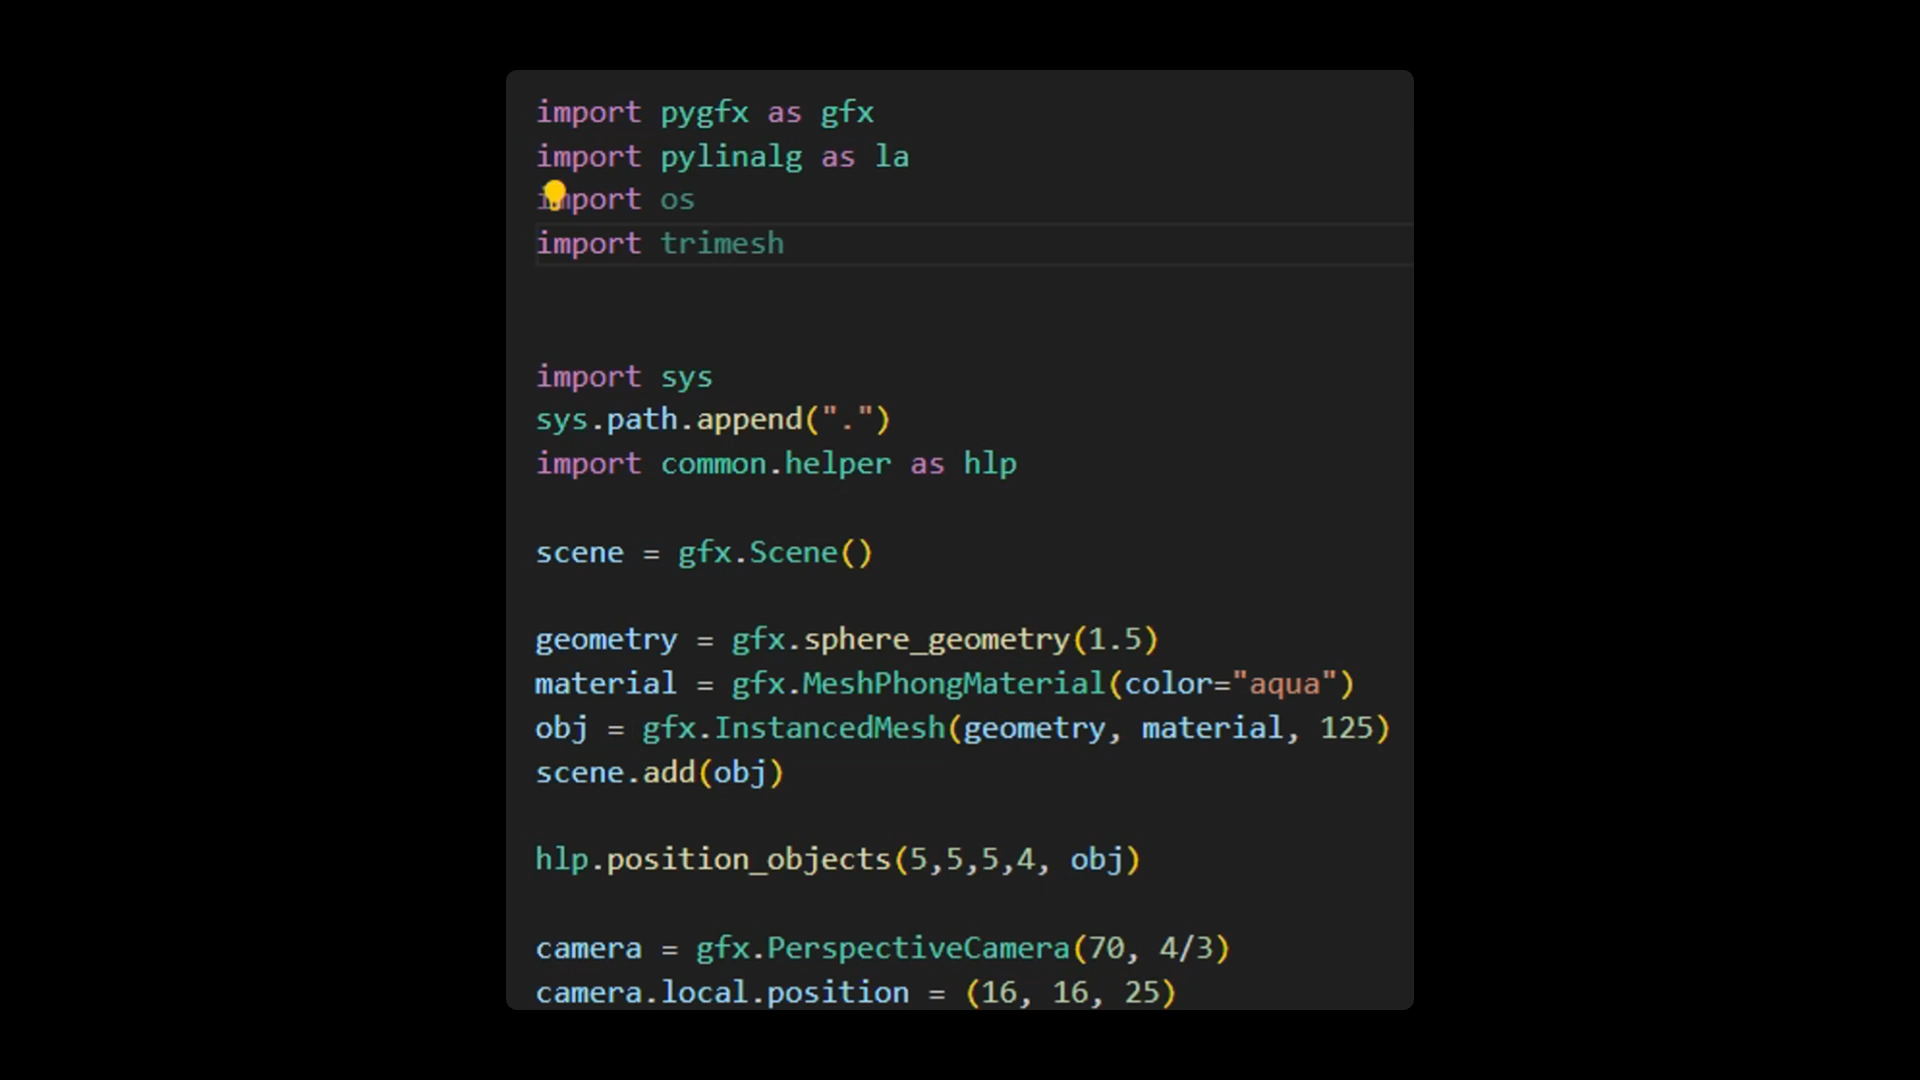 import pygfx as gfx
import pylinalg as la
import os
import trimesh
import sys
sys.path.append(".")
import common.helper as hlp
scene = gfx.Scene()
geometry = gfx.sphere_geometry(1.5)
material = gfx.MeshPhongMaterial(color="aqua")
obj = gfx.InstancedMesh(geometry, material, 125)
scene.add(obj)
hlp.position_objects(5,5,5,4, obj)
camera = gfx.PerspectiveCamera(70, 4/3)
camera.local.position = (16, 16, 25)